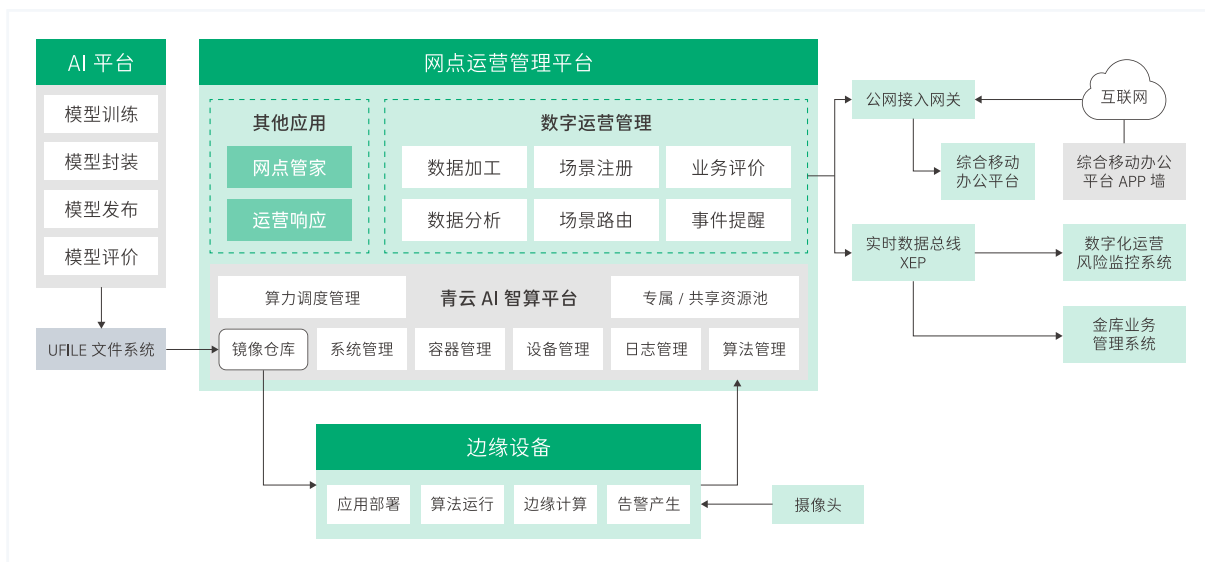 AI 平台
模型训练
模型封装
模型发布
模型评价
UFILE 文件系统
网点运营管理平台
其他应用
网点管家
运营响应
数字运营管理
数据加工
场景注册
业务评价
数据分析
场景路由
事件提醒
算力调度管理
青云 AI 智算平台
专属 / 共享资源池
镜像仓库
系统管理
容器管理
设备管理
日志管理
算法管理
边缘设备
应用部署
算法运行
边缘计算
告警产生
摄像头
公网接入网关
互联网
综合移动
办公平台
综合移动办公
平台 APP 墙
实时数据总线
XEP
数字化运营
风险监控系统
金库业务
管理系统